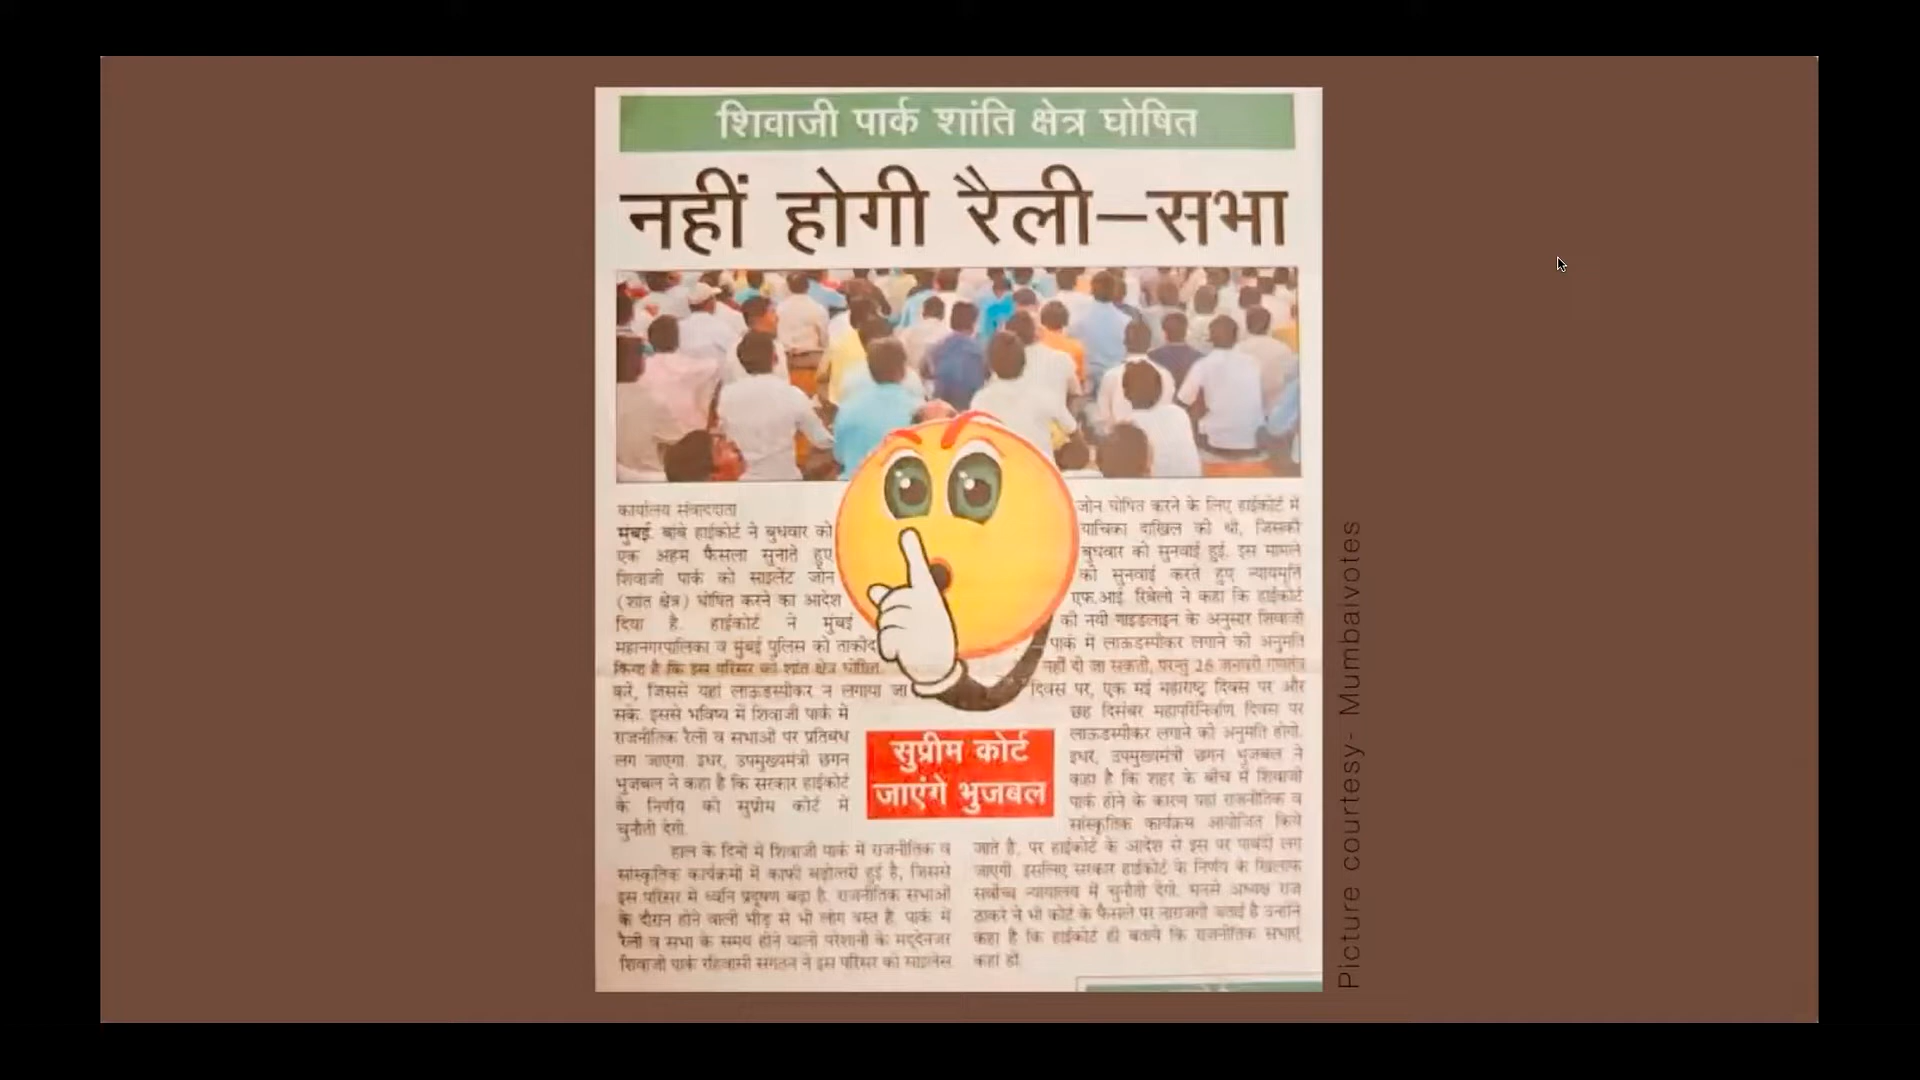 शिवाजी पार्क शांति क्षेत्र घोषित
नहीं होगी रैली–सभा
कार्यालय संवाददाता
मुंबई. बांबे हाईकोर्ट ने बुधवार को
एक अहम फैसला सुनाते हुए
शिवाजी पार्क को साइलेंट जोन
(शांत क्षेत्र) घोषित करने का आदेश
दिया है. हाईकोर्ट ने मुंबई
महानगरपालिका व मुंबई पुलिस को ताकीद
किया है कि इस परिसर को शांत क्षेत्र घोषित
करें, जिससे यहां लाऊडस्पीकर न लगाया जा
सके. इससे भविष्य में शिवाजी पार्क में
राजनीतिक रैली व सभाओं पर प्रतिबंध
लग जाएगा. इधर, उपमुख्यमंत्री छगन
भुजबल ने कहा है कि सरकार हाईकोर्ट
के निर्णय को सुप्रीम कोर्ट में
चुनौती देगी.
हाल के दिनों में शिवाजी पार्क में राजनीतिक व
सांस्कृतिक कार्यक्रमों में काफी बढ़ोत्तरी हुई है, जिससे
इस परिसर में ध्वनि प्रदूषण बढ़ा है. राजनीतिक सभाओं
के दौरान होने वाली भीड़ से भी लोग त्रस्त हैं. पार्क में
रैली व सभा के समय होने वाली परेशानी के मद्देनजर
शिवाजी पार्क रहिवासी संगठन ने इस परिसर को साइलेंस
सुप्रीम कोर्ट
जाएंगे भुजबल
जोन घोषित करने के लिए हाईकोर्ट में
याचिका दाखिल की थी, जिसकी
बुधवार को सुनवाई हुई. इस मामले
की सुनवाई करते हुए न्यायमूर्ति
एफ.आई. रिबेलो ने कहा कि हाईकोर्ट
की नयी गाइडलाइन के अनुसार शिवाजी
पार्क में लाऊडस्पीकर लगाने की अनुमति
नहीं दी जा सकती, परन्तु 26 जनवरी गणतंत्र
दिवस पर, एक मई महाराष्ट्र दिवस पर और
छह दिसंबर महापरिनिर्वाण दिवस पर
लाऊडस्पीकर लगाने की अनुमति होगी.
इधर, उपमुख्यमंत्री छगन भुजबल ने
कहा है कि शहर के बीच में शिवाजी
पार्क होने के कारण यहां राजनीतिक व
सांस्कृतिक कार्यक्रम आयोजित किये
जाते हैं, पर हाईकोर्ट के आदेश से इस पर पाबंदी लग
जाएगी. इसलिए सरकार हाईकोर्ट के निर्णय के खिलाफ
सर्वोच्च न्यायालय में चुनौती देगी. मनसे अध्यक्ष राज
ठाकरे ने भी कोर्ट के फैसले पर नाराजगी जताई है उन्होंने
कहा है कि हाईकोर्ट ही बताये कि राजनीतिक सभाएं
कहां हों.
Picture courtesy- Mumbaivotes